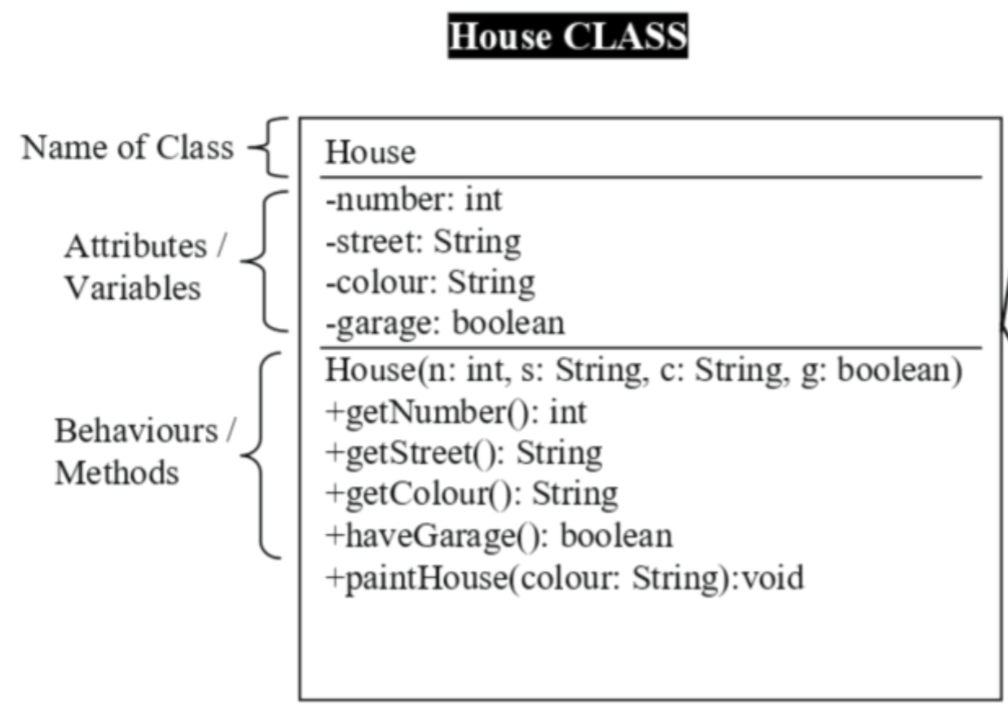 House CLASS
Name of Class
House
Attributes /
Variables
-number: int
-street: String
-colour: String
-garage: boolean
Behaviours /
Methods
House(n: int, s: String, c: String, g: boolean)
+getNumber(): int
+getStreet(): String
+getColour(): String
+haveGarage(): boolean
+paintHouse(colour: String):void